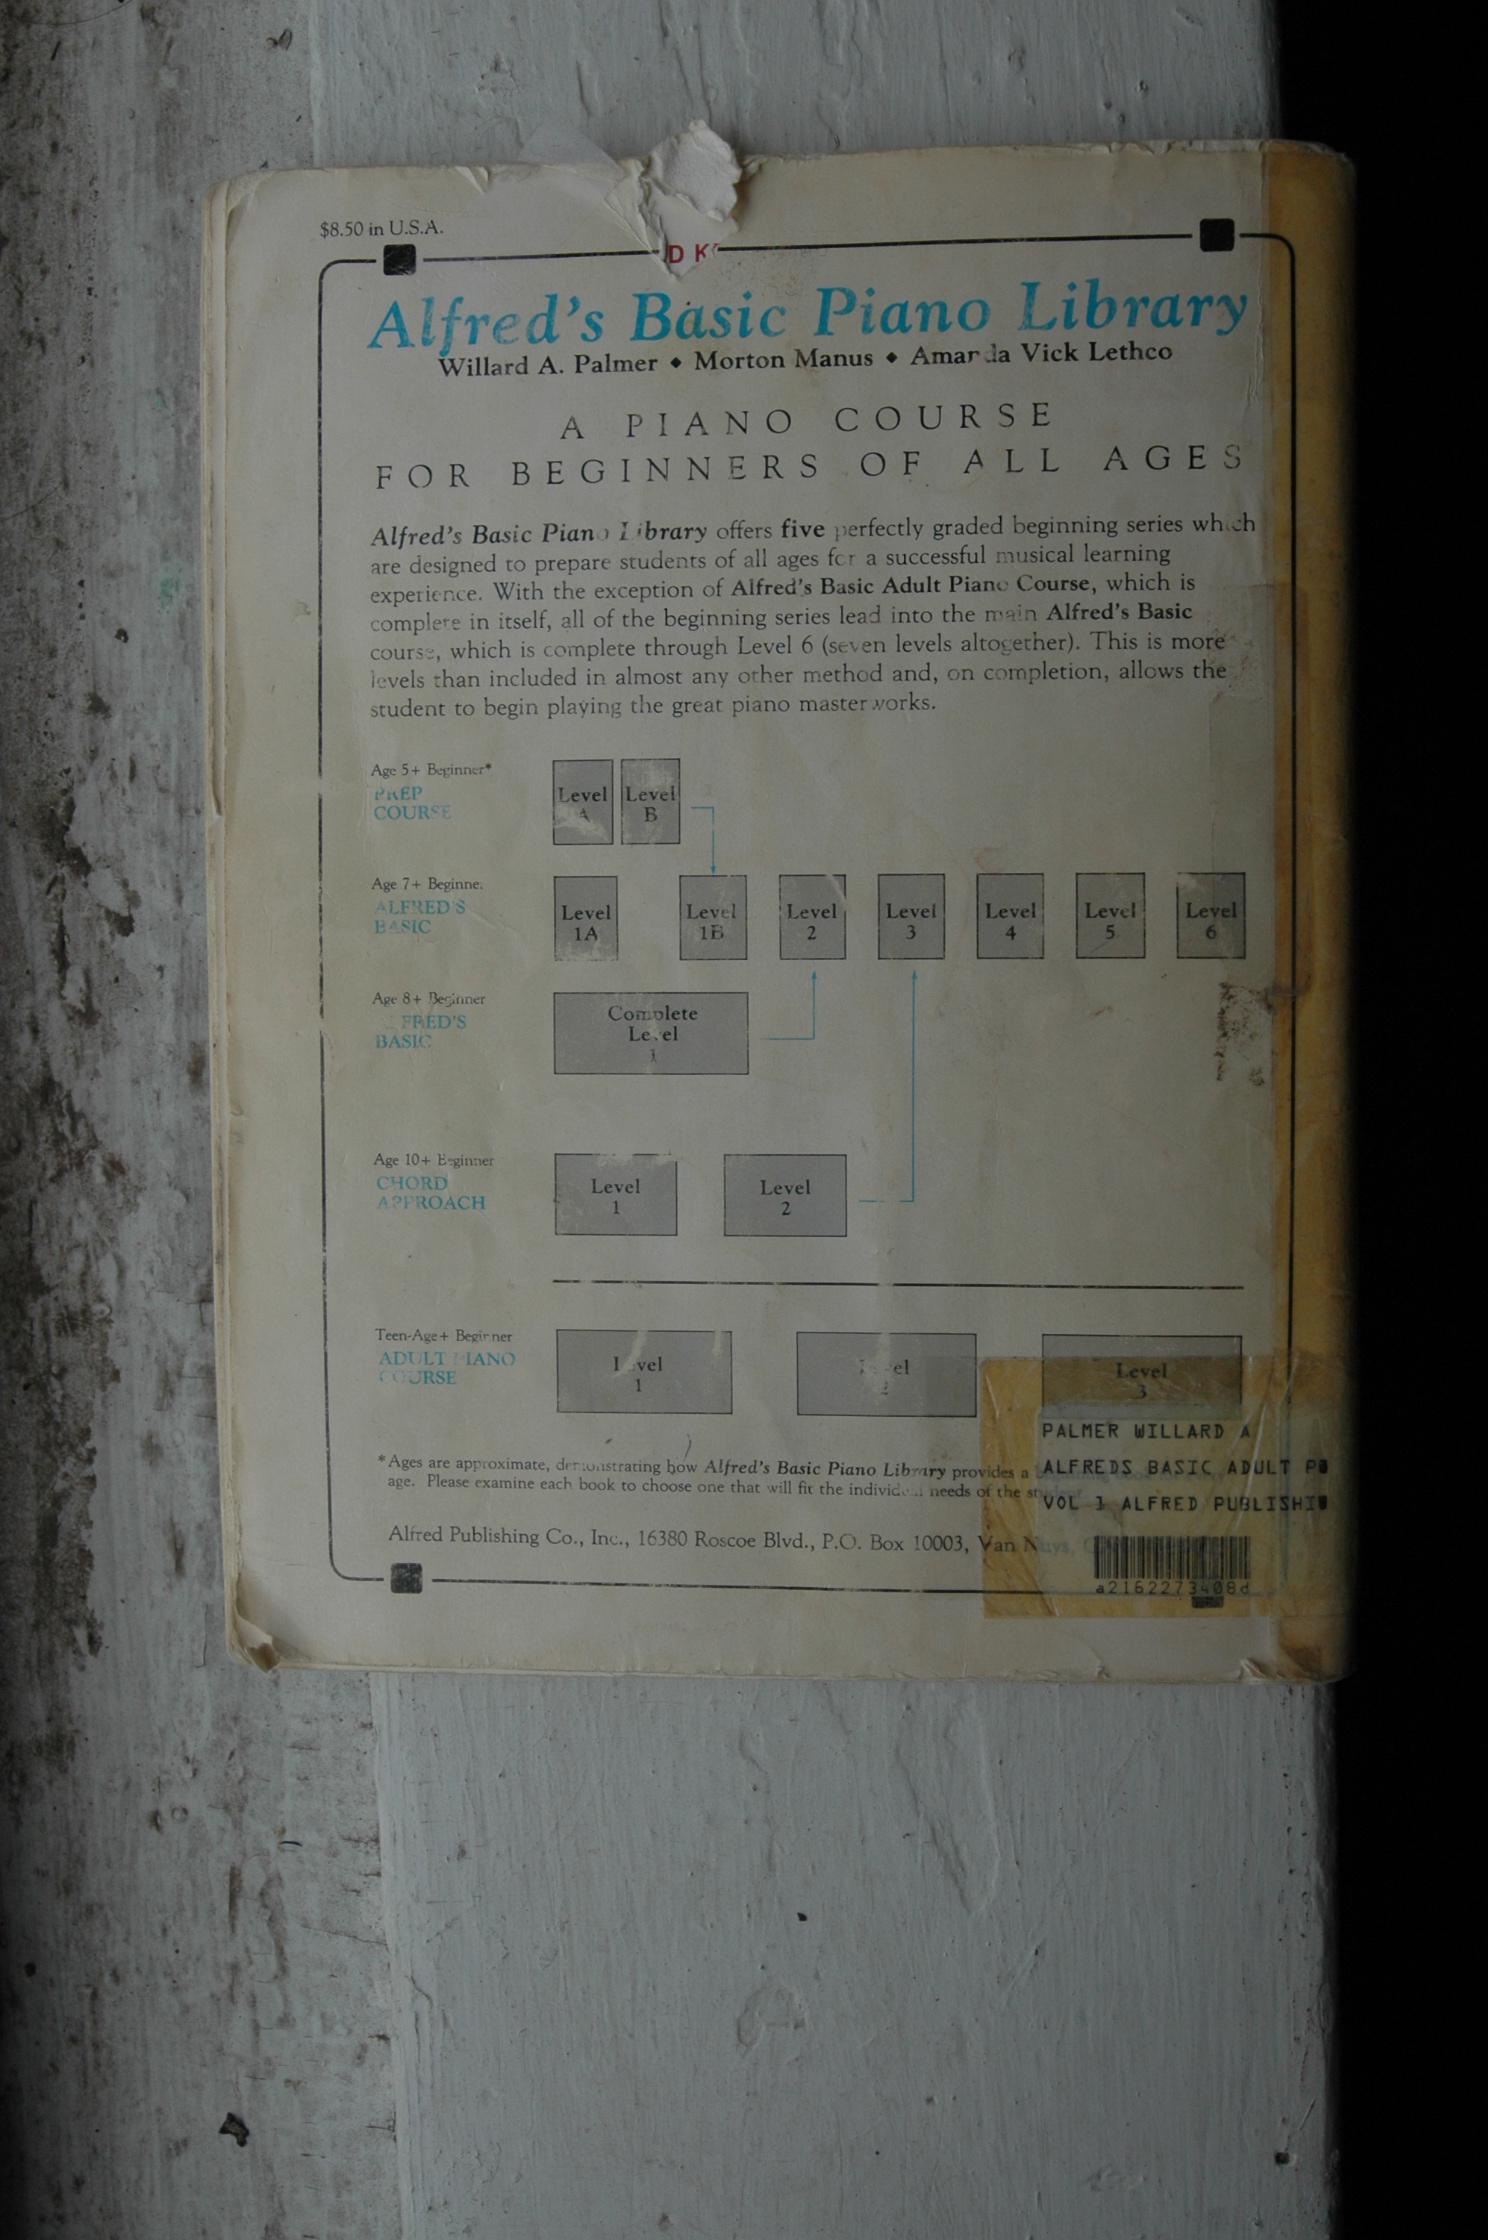 $8.50 in U.S.A.
D K
Alfred's Basic Piano Library
Willard A. Palmer ◆ Morton Manus ◆ Amanda Vick Lethco
A PIANO COURSE
FOR BEGINNERS OF ALL AGES
Alfred's Basic Piano Library offers five perfectly graded beginning series which
are designed to prepare students of all ages for a successful musical learning
experience. With the exception of Alfred's Basic Adult Piano Course, which is
complete in itself, all of the beginning series lead into the main Alfred's Basic
course, which is complete through Level 6 (seven levels altogether). This is more
levels than included in almost any other method and, on completion, allows the
student to begin playing the great piano masterworks.
Age 5+ Beginner*
PREP
COURSE
Level
A
Level
B
Age 7+ Beginner
ALFRED'S
BASIC
Level
1A
Level
1B
Level
2
Level
3
Level
4
Level
5
Level
6
Age 8+ Beginner
ALFRED'S
BASIC
Complete
Level
1
Age 10+ Beginner
CHORD
APPROACH
Level
1
Level
2
Teen-Age+ Beginner
ADULT PIANO
COURSE
Level
1
Level
2
Level
3
*Ages are approximate, demonstrating how Alfred's Basic Piano Library provides a
age. Please examine each book to choose one that will fit the individual needs of the
Alfred Publishing Co., Inc., 16380 Roscoe Blvd., P.O. Box 10003, Van Nuys,
PALMER WILLARD A
ALFREDS BASIC ADULT
VOL 1 ALFRED PUBLISHI
a2162273408d